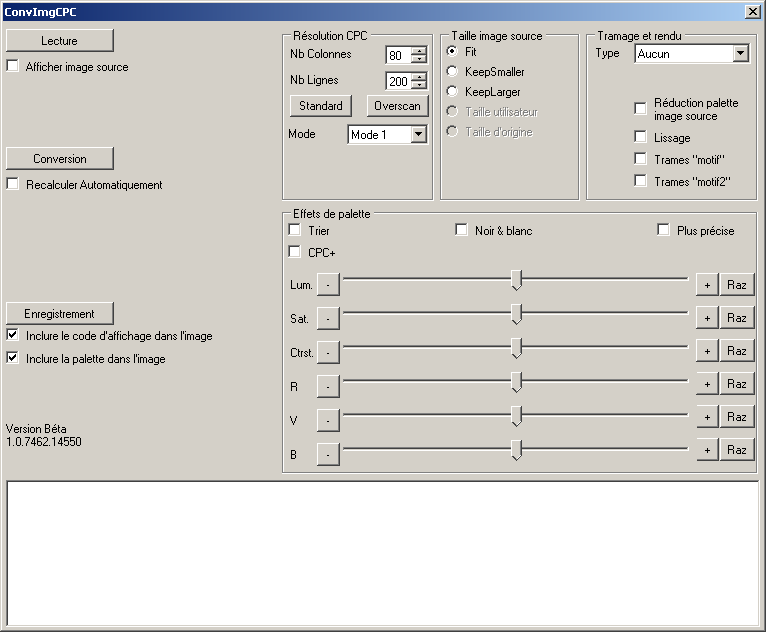 ConvImgCPC
Lecture
Afficher image source
Conversion
Recalculer Automatiquement
Enregistrement
Inclure le code d'affichage dans l'image
Inclure la palette dans l'image
Version Béta
1.0.7462.14550
Résolution CPC
Nb Colonnes 80
Nb Lignes 200
Standard Overscan
Mode Mode 1
Taille image source
Fit
KeepSmaller
KeepLarger
Taille utilisateur
Taille d'origine
Tramage et rendu
Type Aucun
Réduction palette
image source
Lissage
Trames "motif"
Trames "motif2"
Effets de palette
Trier Noir & blanc Plus précise
CPC+
Lum. - + Raz
Sat. - + Raz
Ctrst. - + Raz
R - + Raz
V - + Raz
B - + Raz